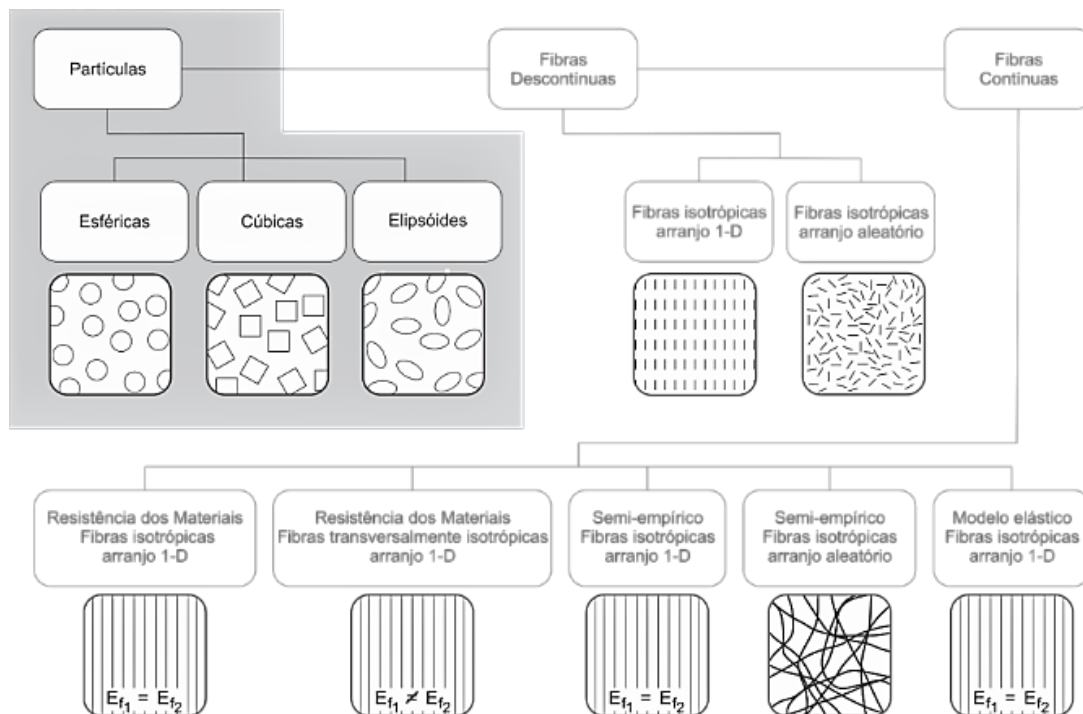 Partículas
Fibras
Descontínuas
Fibras
Contínuas
Esféricas
Cúbicas
Elipsóides
Fibras isotrópicas
arranjo 1-D
Fibras isotrópicas
arranjo aleatório
Resistência dos Materiais
Fibras isotrópicas
arranjo 1-D
Resistência dos Materiais
Fibras transversalmente isotrópicas
arranjo 1-D
Semi-empírico
Fibras isotrópicas
arranjo 1-D
Semi-empírico
Fibras isotrópicas
arranjo aleatório
Modelo elástico
Fibras isotrópicas
arranjo 1-D
Ef1 = Ef2
Ef1 ≠ Ef2
Ef1 = Ef2
Ef1 = Ef2